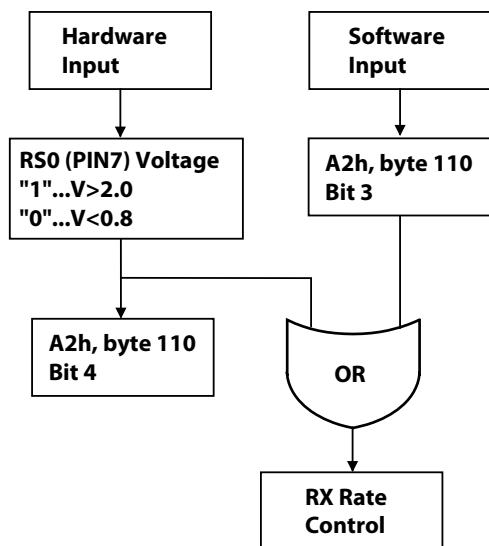 Hardware
Input
Software
Input
RS0 (PIN7) Voltage
"1"...V>2.0
"0"...V<0.8
A2h, byte 110
Bit 3
A2h, byte 110
Bit 4
OR
RX Rate
Control